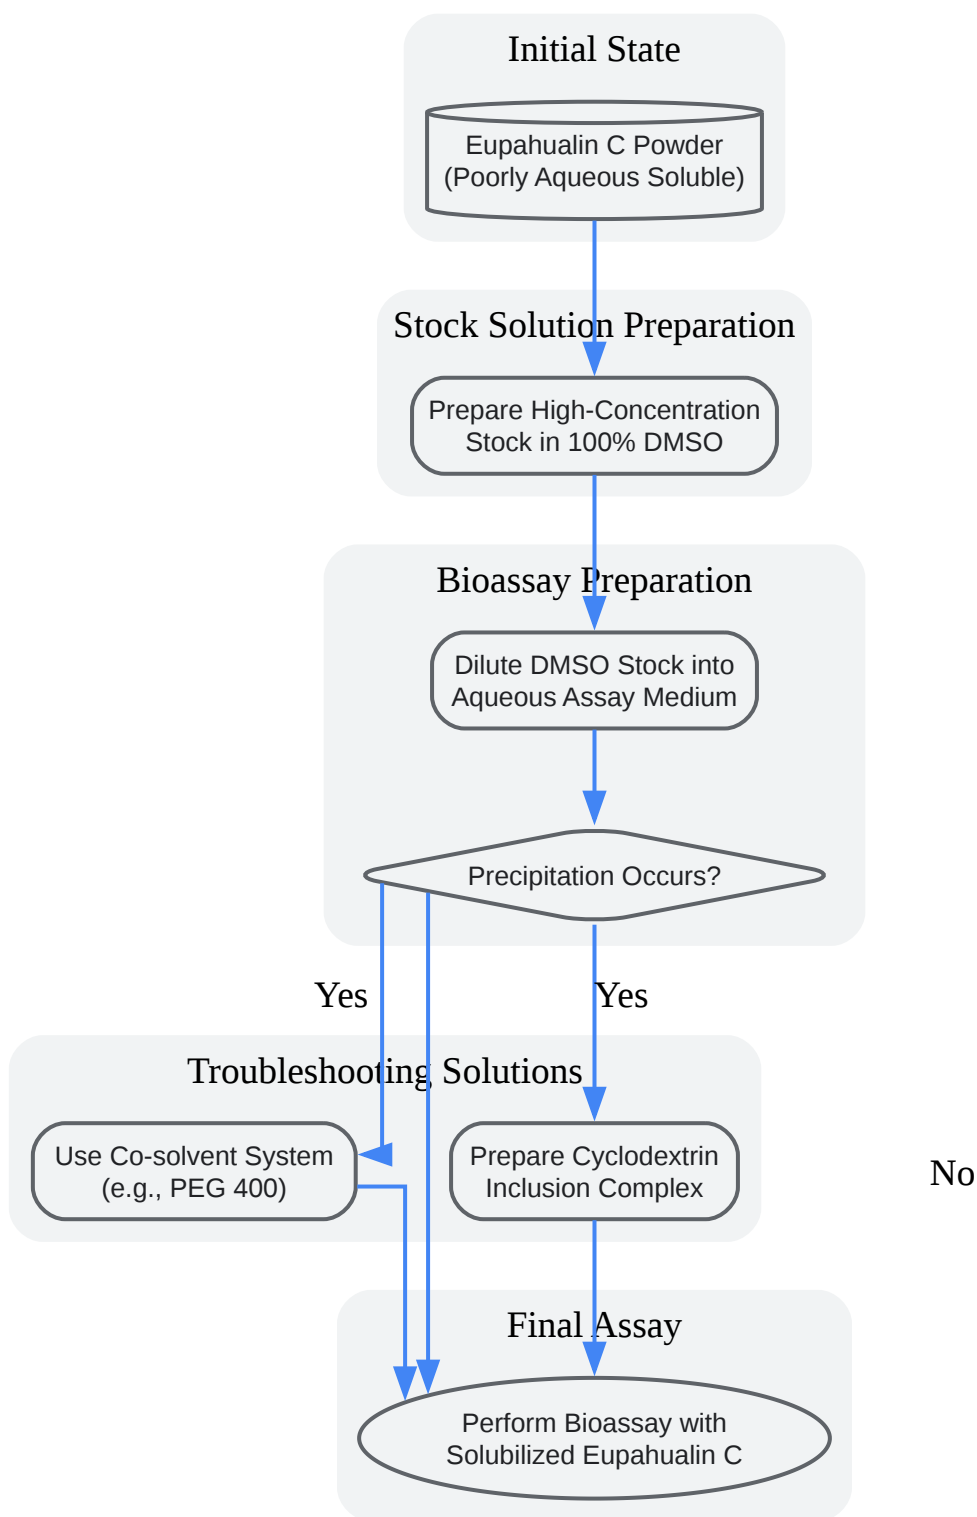 Initial State
Eupahualin C Powder
(Poorly Aqueous Soluble)
Stock Solution Preparation
Prepare High-Concentration
Stock in 100% DMSO
Bioassay Preparation
Dilute DMSO Stock into
Aqueous Assay Medium
Precipitation Occurs?
Yes
Yes
Troubleshooting Solutions
Use Co-solvent System
(e.g., PEG 400)
Prepare Cyclodextrin
Inclusion Complex
No
Final Assay
Perform Bioassay with
Solubilized Eupahualin C